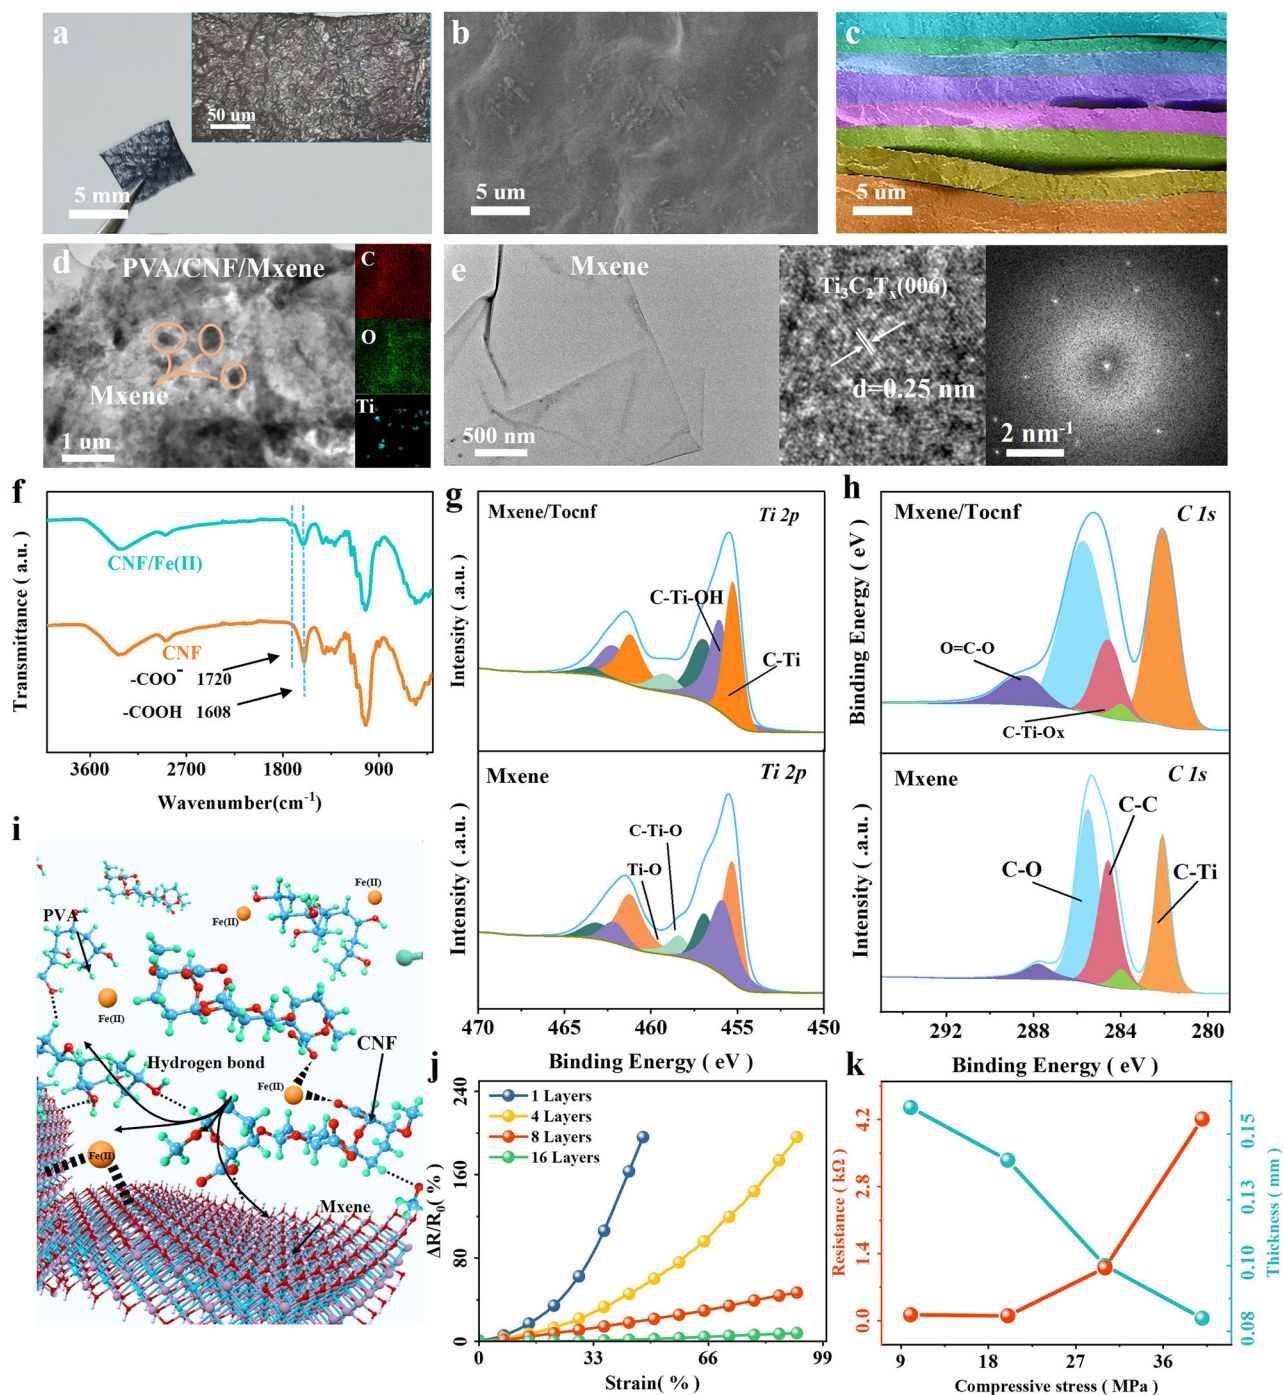 a
50 um
5 mm
b
5 um
c
5 um
d
PVA/CNF/Mxene
Mxene
1 um
C
O
Ti
e
Mxene
500 nm
Ti₃C₂Tₓ(006)
d=0.25 nm
2 nm⁻¹
f
Transmittance ( a.u. )
CNF/Fe(II)
CNF
-COO⁻ 1720
-COOH 1608
3600 2700 1800 900
Wavenumber(cm⁻¹)
g
Mxene/Tocnf
Ti 2p
C-Ti-OH
C-Ti
Intensity ( .a.u. )
Mxene
Ti 2p
C-Ti-O
Ti-O
Intensity ( .a.u. )
470 465 460 455 450
Binding Energy ( eV )
h
Mxene/Tocnf
C 1s
Binding Energy ( eV )
O=C-O
C-Ti-Ox
Mxene
C 1s
C-C
C-O
C-Ti
Intensity ( .a.u. )
292 288 284 280
Binding Energy ( eV )
i
PVA
Fe(II)
Fe(II)
Fe(II)
Hydrogen bond
CNF
Fe(II)
Fe(II)
Mxene
j
240
160
80
0
ΔR/R₀( % )
1 Layers
4 Layers
8 Layers
16 Layers
0 33 66 99
Strain( % )
k
4.2
2.8
1.4
0.0
Resistance ( kΩ )
0.15
0.13
0.10
0.08
Thickness ( mm )
9 18 27 36
Compressive stress ( MPa )